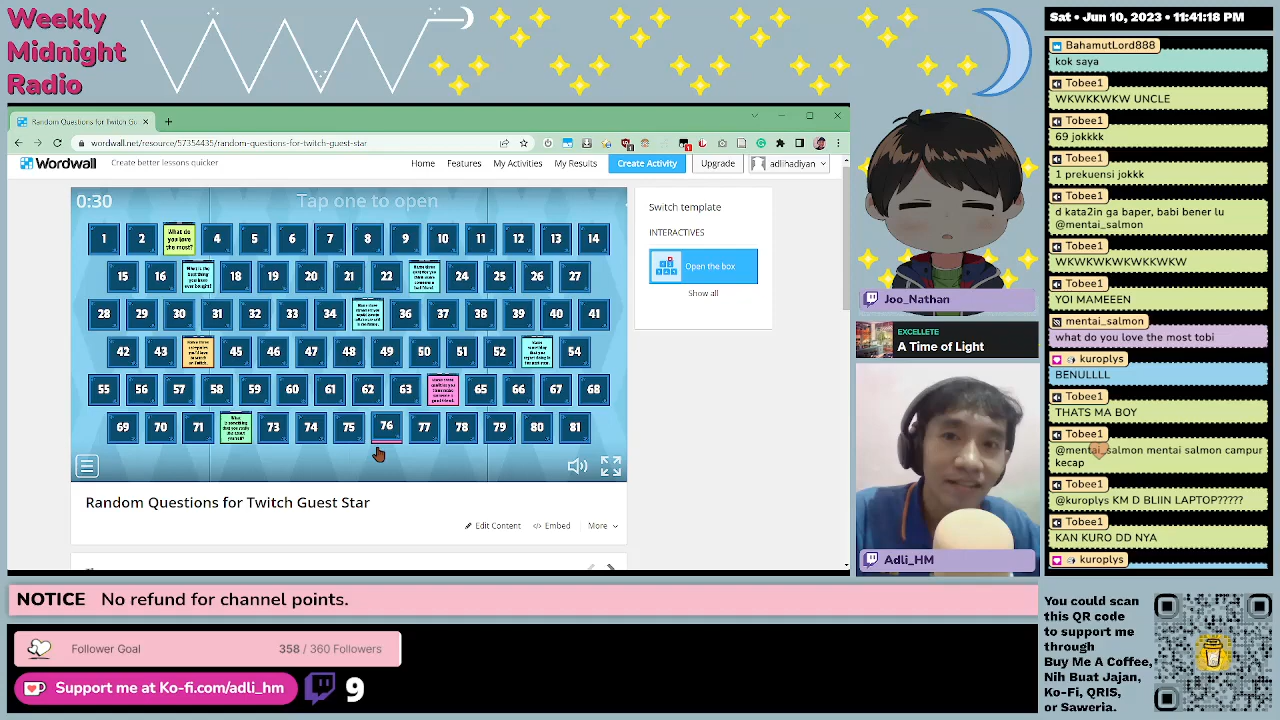 Weekly
Midnight
Radio
Sat • Jun 10, 2023 • 11:41:18 PM
Random Questions for Twitch Gu
wordwall.net/resource/57354435/random-questions-for-twitch-guest-star
Wordwall
Create better lessons quicker
Home
Features
My Activities
My Results
Create Activity
Upgrade
adlihadiyan
0:30
Tap one to open
1 2 What do you love the most? 4 5 6 7 8 9 10 11 12 13 14
15 18 19 20 21 22 24 25 26 27
28 29 30 31 32 33 34 36 37 38 39 40 41
42 43 45 46 47 48 49 50 51 52 54
55 56 57 58 59 60 61 62 63 65 66 67 68
69 70 71 73 74 75 76 77 78 79 80 81
Random Questions for Twitch Guest Star
Edit Content
Embed
More
Switch template
INTERACTIVES
Open the box
Show all
Joo_Nathan
EXCELLETE
A Time of Light
Adli_HM
BahamutLord888
kok saya
Tobee1
WKWKKWKW UNCLE
Tobee1
69 jokkkk
Tobee1
1 prekuensi jokkk
Tobee1
d kata2in ga baper, babi bener lu
@mentai_salmon
Tobee1
WKWKWKWKWKKWKW
Tobee1
YOI MAMEEEN
mentai_salmon
what do you love the most tobi
kuroplys
BENULLLL
Tobee1
THATS MA BOY
Tobee1
@mentai_salmon mentai salmon campur
kecap
Tobee1
@kuroplys KM D BLIIN LAPTOP?????
Tobee1
KAN KURO DD NYA
kuroplys
NOTICE No refund for channel points.
Follower Goal
358 / 360 Followers
Support me at Ko-fi.com/adli_hm
9
You could scan
this QR code
to support me
through
Buy Me A Coffee,
Nih Buat Jajan,
Ko-Fi, QRIS,
or Saweria.